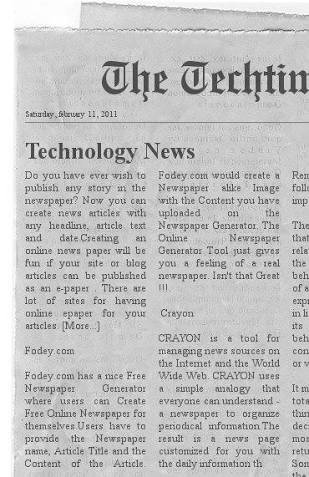 The Techtim
Saturday, february 11, 2011
Technology News
Do you have ever wish to
publish any story in the
newspaper? Now you can
create news articles with
any headline, article text
and date.Creating an
online news paper will be
fun if your site or blog
articles can be published
as an e-paper . There are
lot of sites for having
online epaper for your
articles. [More...]
Fodey.com
Fodey.com has a nice Free
Newspaper Generator
where users can Create
Free Online Newspaper for
themselves.Users have to
provide the Newspaper
name, Article Title and the
Content of the Article.
Fodey.com would create a
Newspaper alike Image
with the Content you have
uploaded on the
Newspaper Generator. The
Online Newspaper
Generator Tool just gives
you a feeling of a real
newspaper. Isn't that Great
!!!.
Crayon
CRAYON is a tool for
managing news sources on
the Internet and the World
Wide Web. CRAYON uses
a simple analogy that
everyone can understand -
a newspaper to organize
periodical information.The
result is a news page
customized for you with
the daily information th
Rem
foll
imp
The
that
rela
the
beh
of a
expr
in li
its
beh
con
or v
It m
tota
thin
deci
mos
retu
Son
the